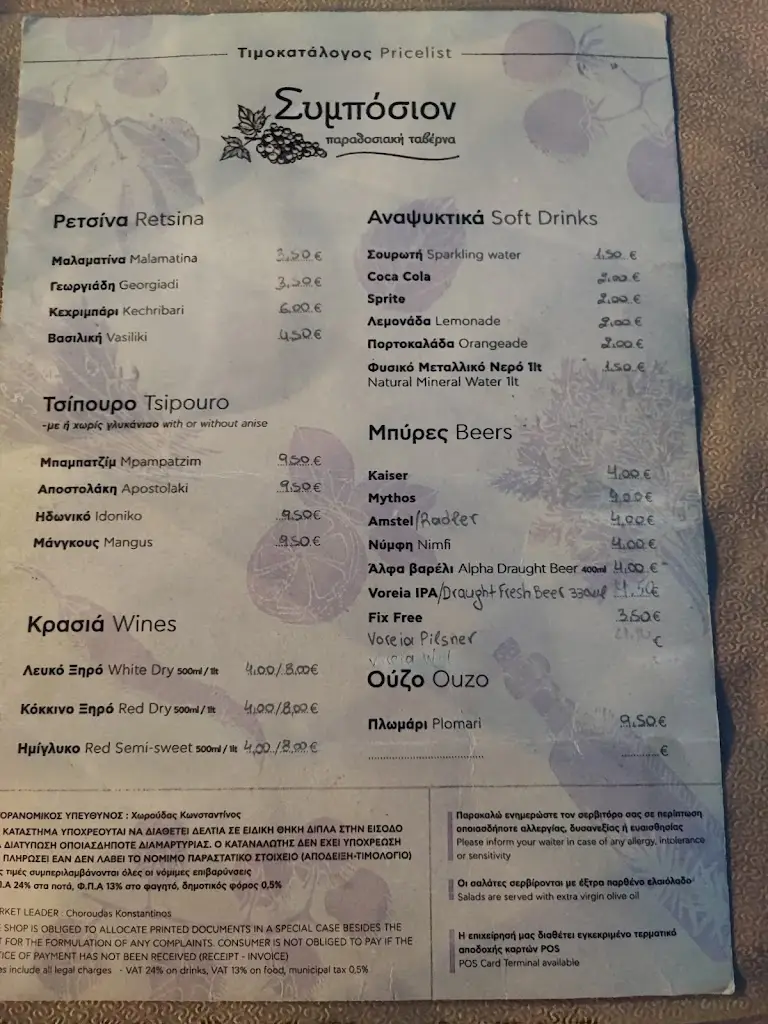 Τιμοκατάλογος Pricelist
Συμπόσιον
παραδοσιακή ταβέρνα
Ρετσίνα Retsina
Μαλαματίνα Malamatina 3,50 €
Γεωργιάδη Georgiadi 3,50 €
Κεχριμπάρι Kechribari 6,00 €
Βασιλική Vasiliki 4,50 €
Τσίπουρο Tsipouro
-με ή χωρίς γλυκάνισο with or without anise
Μπαμπατζίμ Mpampatzim 9,50 €
Αποστολάκη Apostolaki 9,50 €
Ηδωνικό Idoniko 9,50 €
Μάνγκους Mangus 9,50 €
Κρασιά Wines
Λευκό Ξηρό White Dry 500ml / 1lt 4,00/8,00€
Κόκκινο Ξηρό Red Dry 500ml / 1lt 4,00/8,00 €
Ημίγλυκο Red Semi-sweet 500ml / 1lt 4,00/8,00 €
Αναψυκτικά Soft Drinks
Σουρωτή Sparkling water 1,50 €
Coca Cola 2,00 €
Sprite 2,00 €
Λεμονάδα Lemonade 2,00 €
Πορτοκαλάδα Orangeade 2,00 €
Φυσικό Μεταλλικό Νερό 1lt 1,50 €
Natural Mineral Water 1lt
Μπύρες Beers
Kaiser 4,00 €
Mythos 4,00 €
Amstel/Radler 4,00 €
Νύμφη Nimfi 4,00 €
Άλφα βαρέλι Alpha Draught Beer 400ml 4,00 €
Voreia IPA/Draught Fresh Beer 330ml 4,50€
Fix Free 3,50 €
Voreia Pilsner €
€
Ούζο Ouzo
Πλωμάρι Plomari 9,50 €
........................................ ..........€
ΟΡΑΝΟΜΙΚΟΣ ΥΠΕΥΘΥΝΟΣ : Χωρούδας Κωνσταντίνος
ΚΑΤΑΣΤΗΜΑ ΥΠΟΧΡΕΟΥΤΑΙ ΝΑ ΔΙΑΘΕΤΕΙ ΔΕΛΤΙΑ ΣΕ ΕΙΔΙΚΗ ΘΗΚΗ ΔΙΠΛΑ ΣΤΗΝ ΕΙΣΟΔΟ
ΔΙΑΤΥΠΩΣΗ ΟΠΟΙΑΣΔΗΠΟΤΕ ΔΙΑΜΑΡΤΥΡΙΑΣ. Ο ΚΑΤΑΝΑΛΩΤΗΣ ΔΕΝ ΕΧΕΙ ΥΠΟΧΡΕΩΣΗ
ΠΛΗΡΩΣΕΙ ΕΑΝ ΔΕΝ ΛΑΒΕΙ ΤΟ ΝΟΜΙΜΟ ΠΑΡΑΣΤΑΤΙΚΟ ΣΤΟΙΧΕΙΟ (ΑΠΟΔΕΙΞΗ-ΤΙΜΟΛΟΓΙΟ)
ς τιμές συμπεριλαμβάνονται όλες οι νόμιμες επιβαρύνσεις
.Α 24% στα ποτά, Φ.Π.Α 13% στο φαγητό, δημοτικός φόρος 0,5%
RKET LEADER : Choroudas Konstantinos
SHOP IS OBLIGED TO ALLOCATE PRINTED DOCUMENTS IN A SPECIAL CASE BESIDES THE
T FOR THE FORMULATION OF ANY COMPLAINTS. CONSUMER IS NOT OBLIGED TO PAY IF THE
ICE OF PAYMENT HAS NOT BEEN RECEIVED (RECEIPT - INVOICE)
es include all legal charges - VAT 24% on drinks, VAT 13% on food, municipal tax 0,5%
Παρακαλώ ενημερώστε τον σερβιτόρο σας σε περίπτωση
οποιασδήποτε αλλεργίας, δυσανεξίας ή ευαισθησίας
Please inform your waiter in case of any allergy, intolerance
or sensitivity
Οι σαλάτες σερβίρονται με έξτρα παρθένο ελαιόλαδο
Salads are served with extra virgin olive oil
Η επιχείρησή μας διαθέτει εγκεκριμένο τερματικό
αποδοχής καρτών POS
POS Card Terminal available